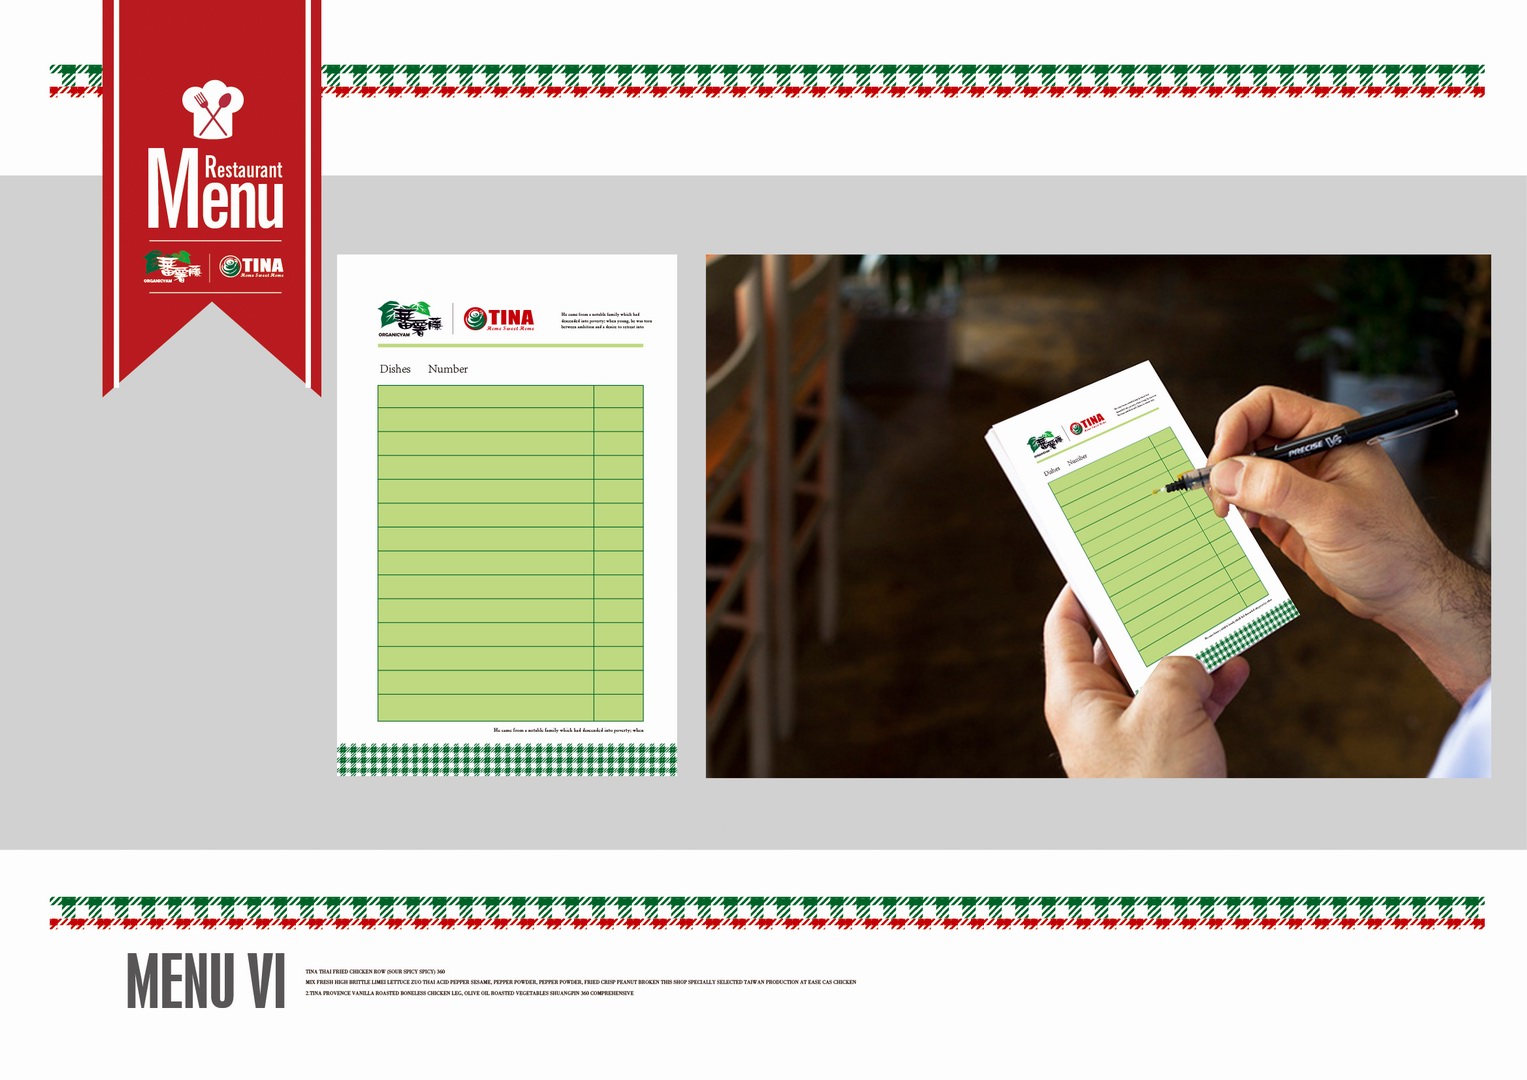 Restaurant
Menu
蕃薯藤
ORGANICYAM
TINA
Home Sweet Home
蕃薯藤
ORGANICYAM
TINA
Home Sweet Home
He came from a notable family which had
demanded into poverty; when young, he was torn
between ambition and a desire to retreat into
Dishes Number
He came from a notable family which had demanded into poverty; when
蕃薯藤
TINA
Dishes Number
PRECISE V5
MENU VI
TINA THAI FRIED CHICKEN ROW (SOUR SPICY SPICY) 360
MIX FRESH HIGH BRITTLE LIMEI LETTUCE ZUO THAI ACID PEPPER SESAME, PEPPER POWDER, PEPPER POWDER, FRIED CRISP PEANUT BROKEN THIS SHOP SPECIALLY SELECTED TAIWAN PRODUCTION AT EASE CAS CHICKEN
2.TINA PROVENCE VANILLA ROASTED BONELESS CHICKEN LEG, OLIVE OIL ROASTED VEGETABLES SHUANGPIN 360 COMPREHENSIVE